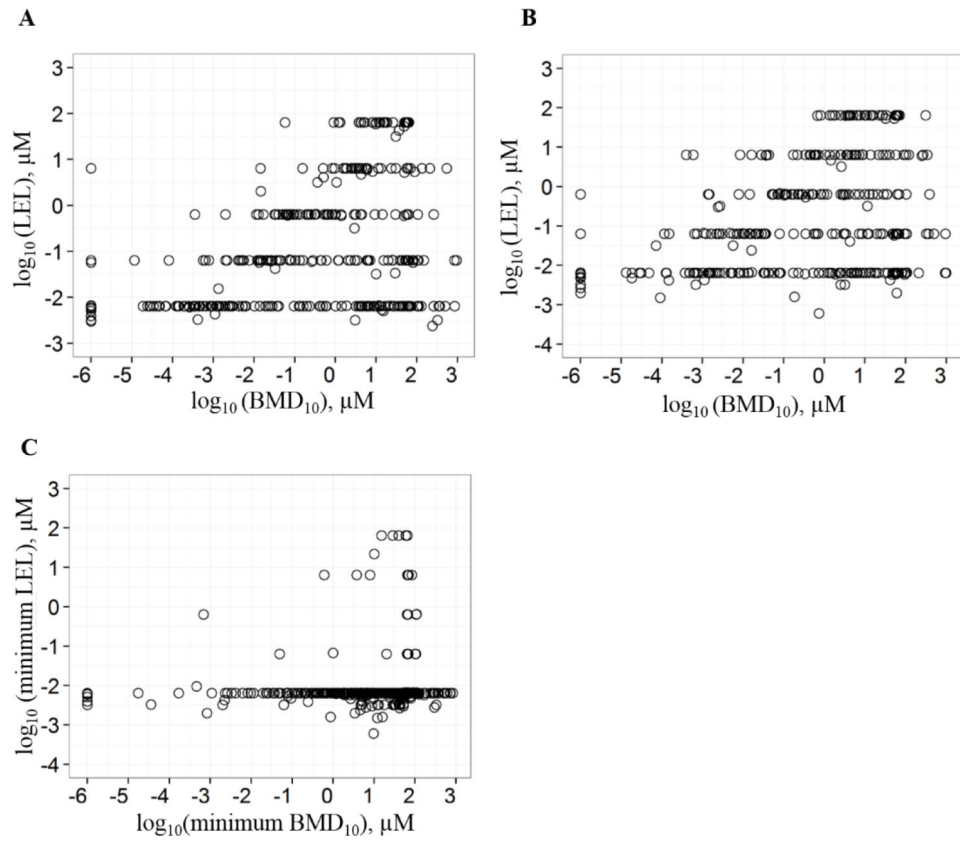 A
B
3
2
1
0
-1
-2
-3
log10 (LEL), μM
-6 -5 -4 -3 -2 -1 0 1 2 3
log10 (BMD10), μM
3
2
1
0
-1
-2
-3
-4
log10 (LEL), μM
-6 -5 -4 -3 -2 -1 0 1 2 3
log10 (BMD10), μM
C
3
2
1
0
-1
-2
-3
-4
log10 (minimum LEL), μM
-6 -5 -4 -3 -2 -1 0 1 2 3
log10(minimum BMD10), μM